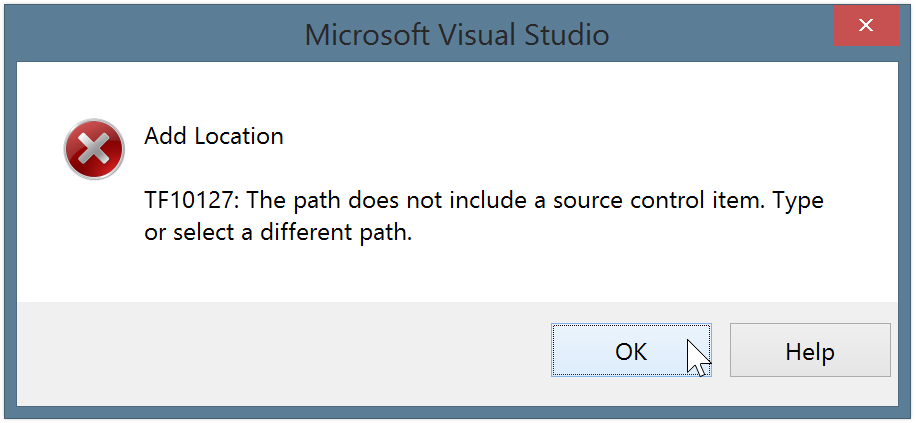 Microsoft Visual Studio
Add Location
TF10127: The path does not include a source control item. Type
or select a different path.
OK
Help